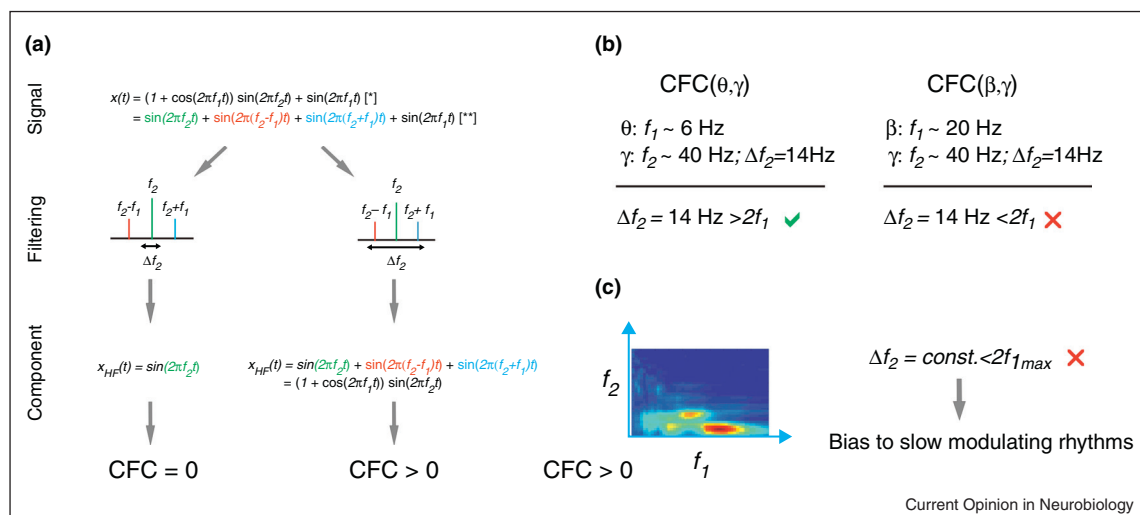 (a)
Signal
x(t) = (1 + cos(2πf₁t)) sin(2πf₂t) + sin(2πf₁t) [*]
= sin(2πf₂t) + sin(2π(f₂-f₁)t) + sin(2π(f₂+f₁)t) + sin(2πf₁t) [**]
Filtering
f₂
f₂-f₁ f₂+f₁
Δf₂
f₂
f₂– f₁ f₂+ f₁
Δf₂
Component
x_HF(t) = sin(2πf₂t)
x_HF(t) = sin(2πf₂t) + sin(2π(f₂-f₁)t) + sin(2π(f₂+f₁)t)
= (1 + cos(2πf₁t)) sin(2πf₂t)
CFC = 0
CFC > 0
CFC > 0
(b)
CFC(θ,γ)
θ: f₁ ~ 6 Hz
γ: f₂ ~ 40 Hz; Δf₂=14Hz
Δf₂ = 14 Hz >2f₁ ✓
CFC(β,γ)
β: f₁ ~ 20 Hz
γ: f₂ ~ 40 Hz; Δf₂=14Hz
Δf₂ = 14 Hz <2f₁ ✗
(c)
f₂
f₁
Δf₂ = const.<2f₁max ✗
Bias to slow modulating rhythms
Current Opinion in Neurobiology